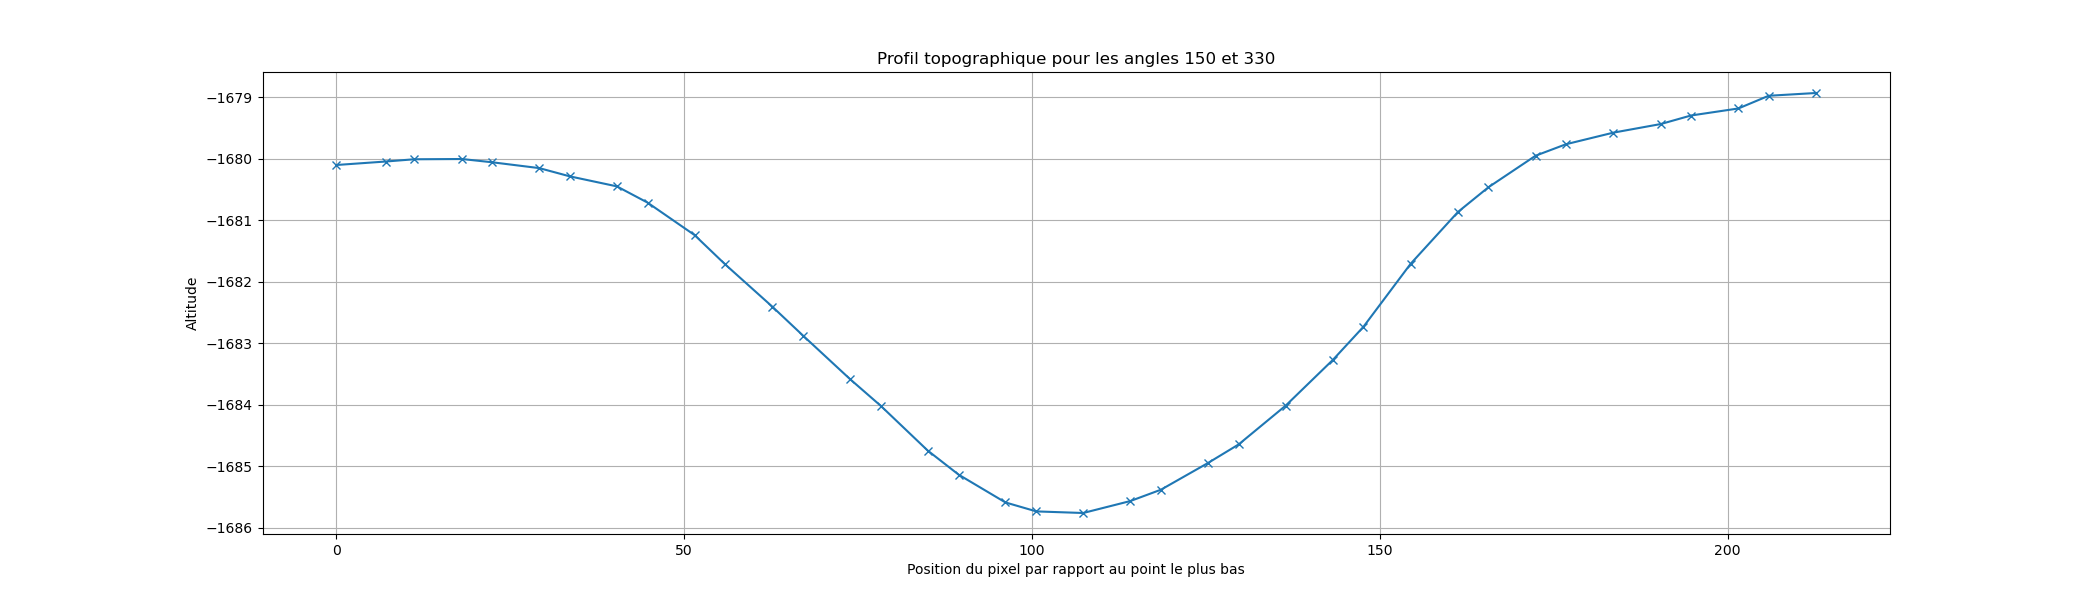 Profil topographique pour les angles 150 et 330
−1679
−1680
−1681
−1682
−1683
−1684
−1685
−1686
Altitude
0 50 100 150 200
Position du pixel par rapport au point le plus bas